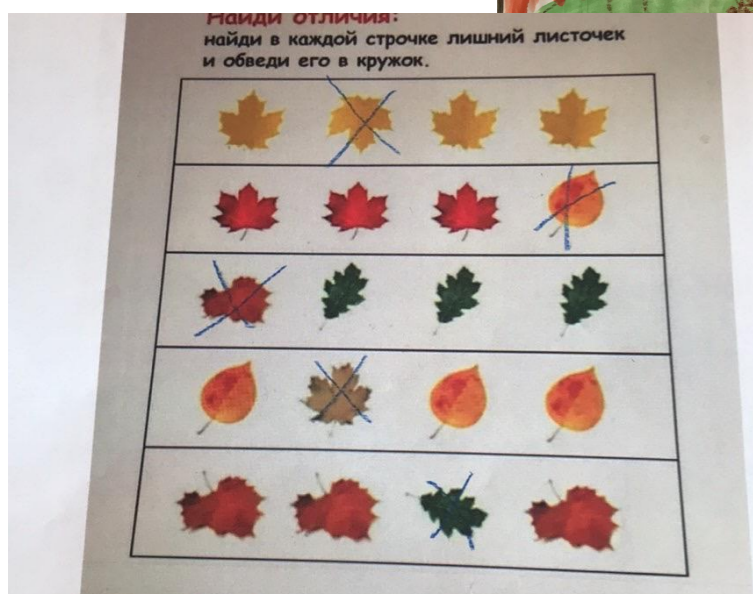 Найди отличия:
найди в каждой строчке лишний листочек
и обведи его в кружок.